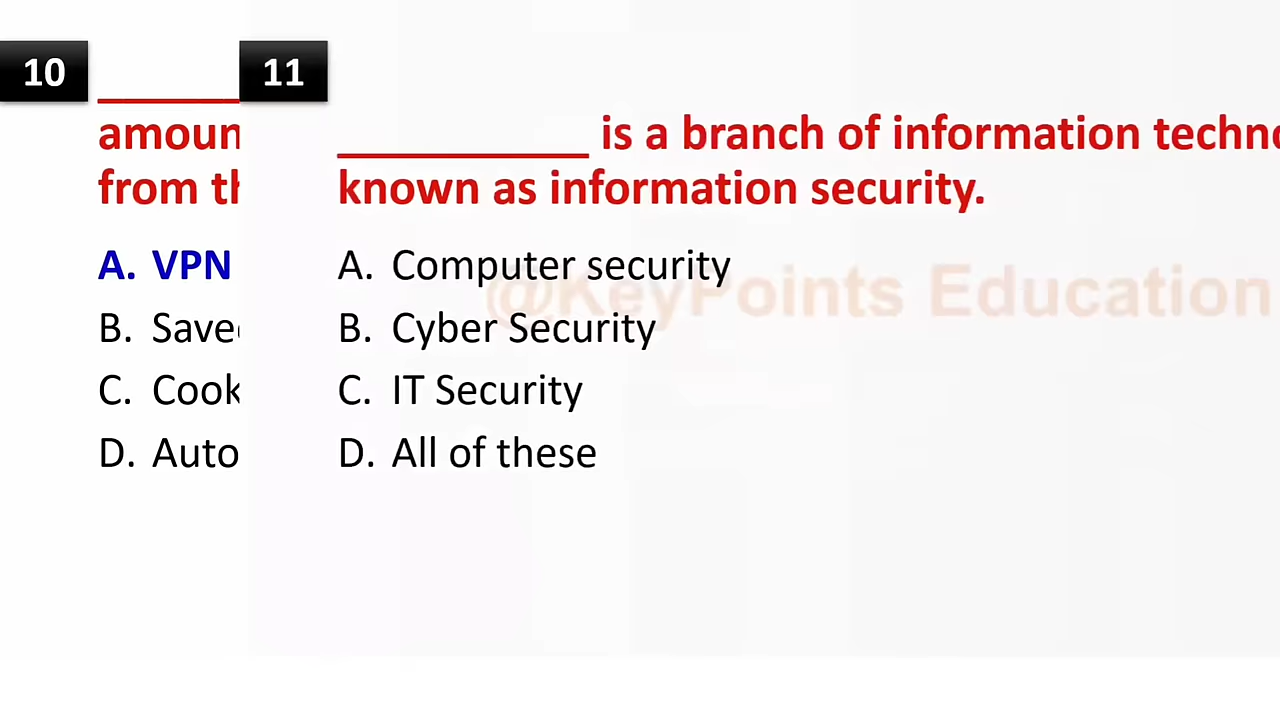 10
amoun
from th
A. VPN
B. Save
C. Cook
D. Auto
11
__________ is a branch of information techno
known as information security.
A. Computer security
B. Cyber Security
C. IT Security
D. All of these
@KeyPoints Education